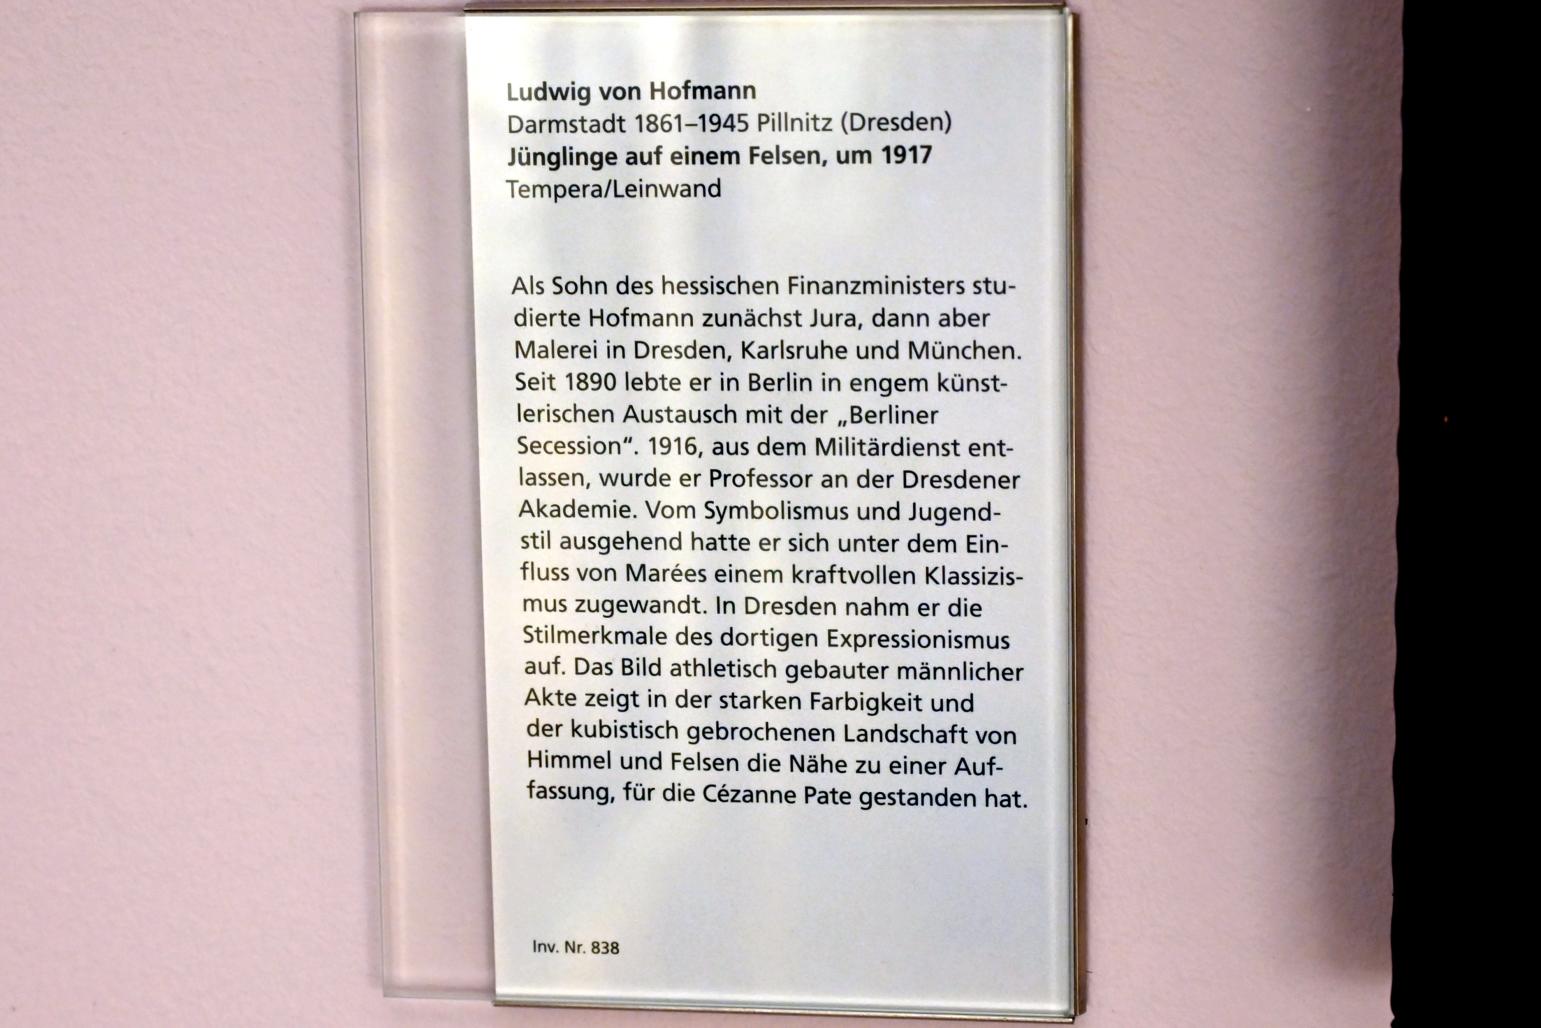 Ludwig von Hofmann
Darmstadt 1861–1945 Pillnitz (Dresden)
Jünglinge auf einem Felsen, um 1917
Tempera/Leinwand
Als Sohn des hessischen Finanzministers stu-
dierte Hofmann zunächst Jura, dann aber
Malerei in Dresden, Karlsruhe und München.
Seit 1890 lebte er in Berlin in engem künst-
lerischen Austausch mit der „Berliner
Secession“. 1916, aus dem Militärdienst ent-
lassen, wurde er Professor an der Dresdener
Akademie. Vom Symbolismus und Jugend-
stil ausgehend hatte er sich unter dem Ein-
fluss von Marées einem kraftvollen Klassizis-
mus zugewandt. In Dresden nahm er die
Stilmerkmale des dortigen Expressionismus
auf. Das Bild athletisch gebauter männlicher
Akte zeigt in der starken Farbigkeit und
der kubistisch gebrochenen Landschaft von
Himmel und Felsen die Nähe zu einer Auf-
fassung, für die Cézanne Pate gestanden hat.
Inv. Nr. 838